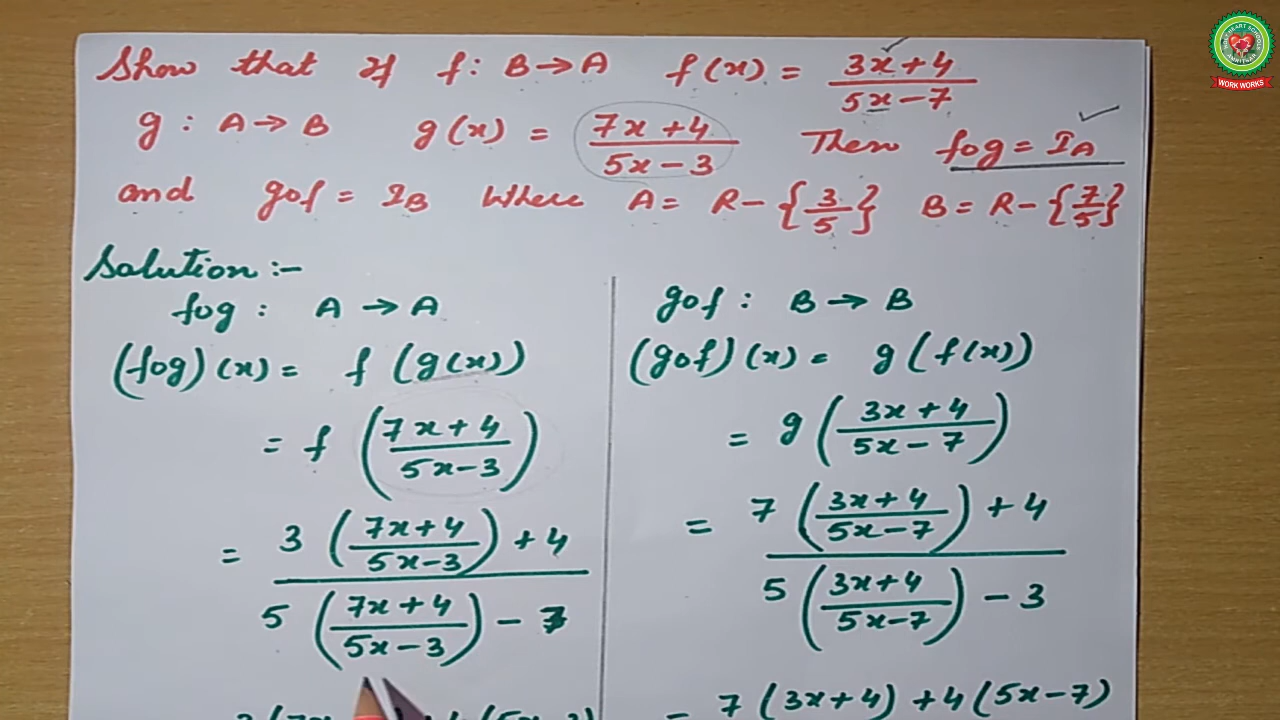 Show that if f : B → A f(x) = (3x+4)/(5x-7)
g : A → B g(x) = (7x+4)/(5x-3) Then fog = I_A
and gof = I_B Where A = R - {3/5} B = R - {7/5}
Solution :-
fog : A → A
(fog)(x) = f(g(x))
= f((7x+4)/(5x-3))
= (3((7x+4)/(5x-3)) + 4)/(5((7x+4)/(5x-3)) - 7)
gof : B → B
(gof)(x) = g(f(x))
= g((3x+4)/(5x-7))
= (7((3x+4)/(5x-7)) + 4)/(5((3x+4)/(5x-7)) - 3)
= 7(3x+4) + 4(5x-7)
WORK WORKS